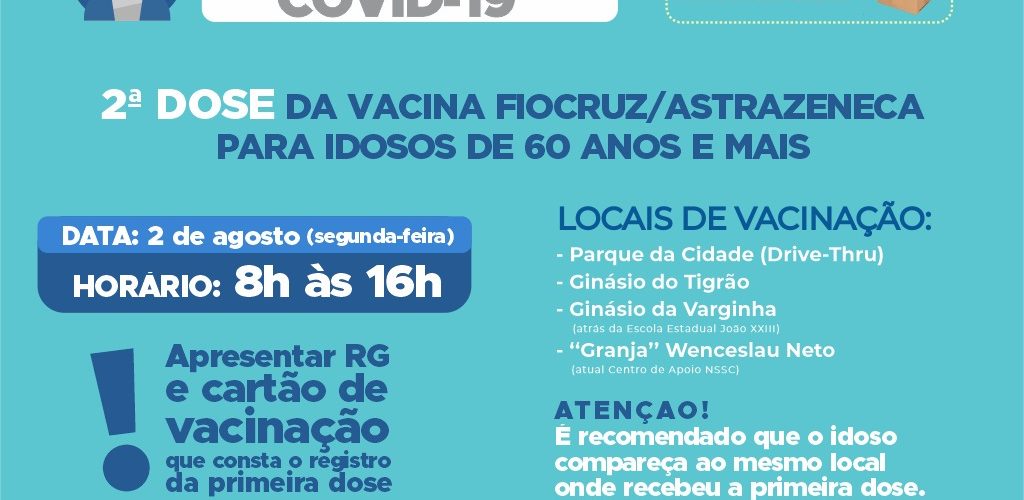 COVID-19
2ª DOSE DA VACINA FIOCRUZ/ASTRAZENECA
PARA IDOSOS DE 60 ANOS E MAIS
DATA: 2 de agosto (segunda-feira)
HORÁRIO: 8h às 16h
! Apresentar RG
e cartão de
vacinação
que consta o registro
da primeira dose
LOCAIS DE VACINAÇÃO:
- Parque da Cidade (Drive-Thru)
- Ginásio do Tigrão
- Ginásio da Varginha
(atrás da Escola Estadual João XXIII)
- “Granja” Wenceslau Neto
(atual Centro de Apoio NSSC)
ATENÇAO!
É recomendado que o idoso
compareça ao mesmo local
onde recebeu a primeira dose.